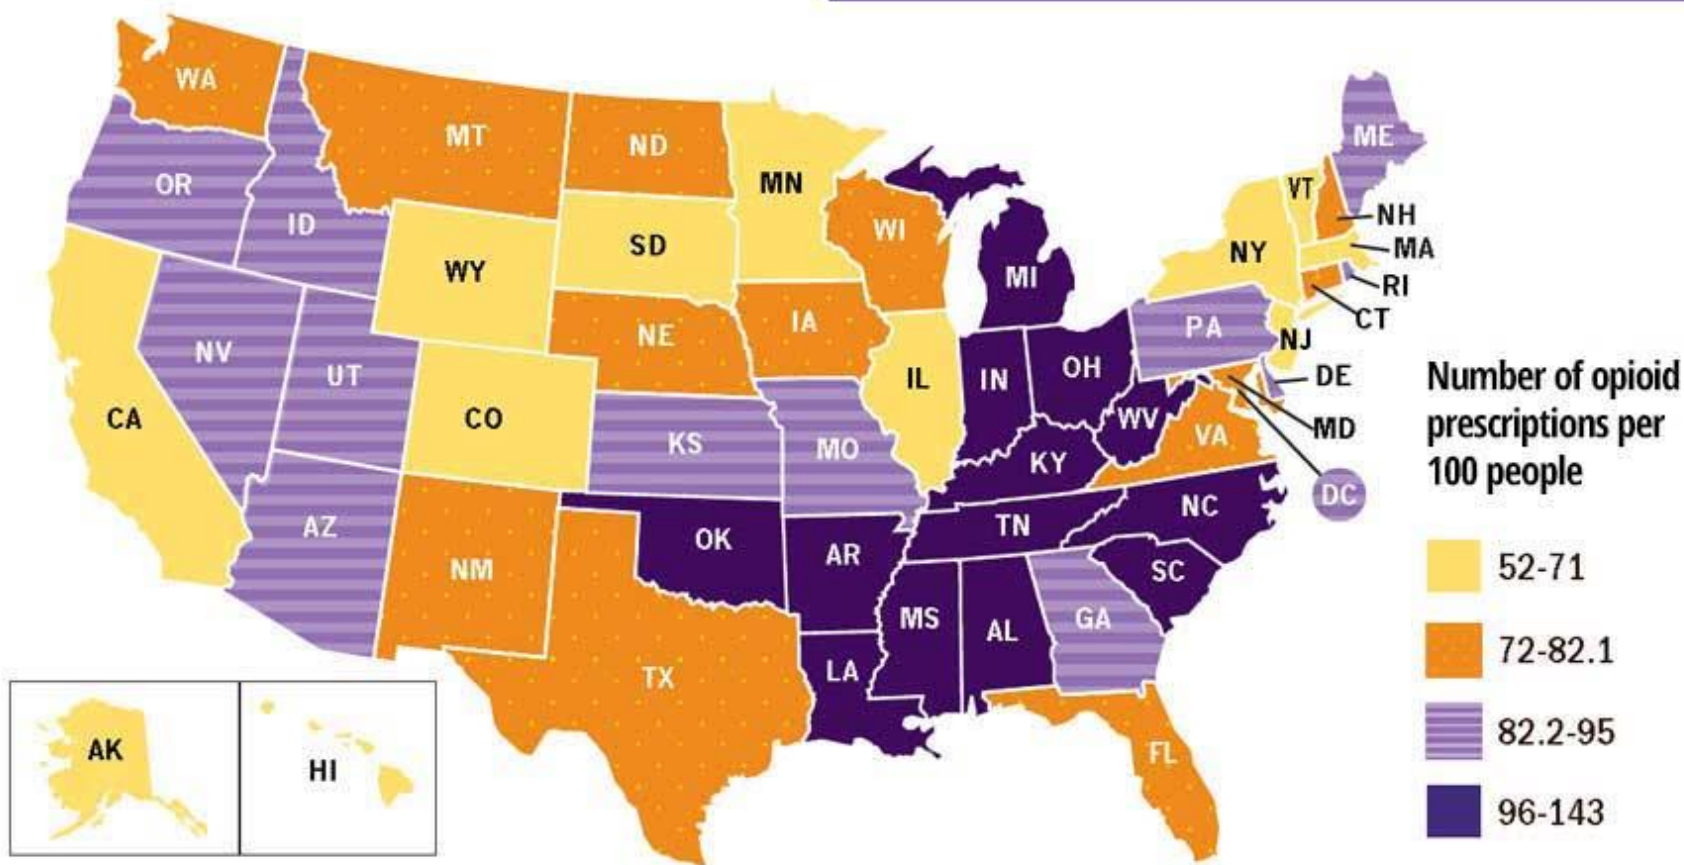 WA
MT
ND
MN
ME
OR
ID
WI
VT
NH
SD
NY
MA
WY
MI
RI
CT
NE
IA
PA
NJ
NV
UT
IL
IN
OH
DE
CA
CO
KS
MO
WV
VA
MD
KY
DC
AZ
OK
AR
TN
NC
NM
SC
MS
AL
GA
TX
LA
FL
AK
HI
Number of opioid
prescriptions per
100 people
52-71
72-82.1
82.2-95
96-143